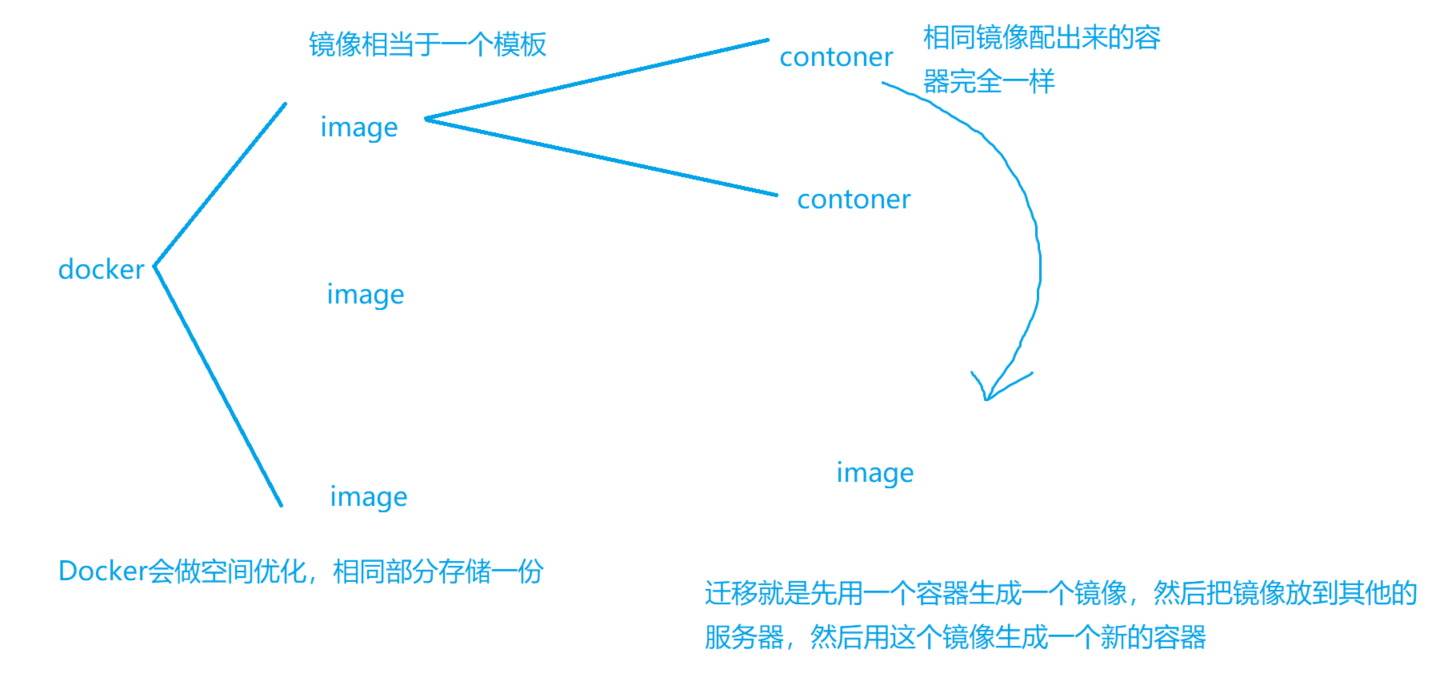 镜像相当于一个模板
contoner
相同镜像配出来的容
器完全一样
image
contoner
docker
image
image
image
Docker会做空间优化，相同部分存储一份
迁移就是先用一个容器生成一个镜像，然后把镜像放到其他的
服务器，然后用这个镜像生成一个新的容器